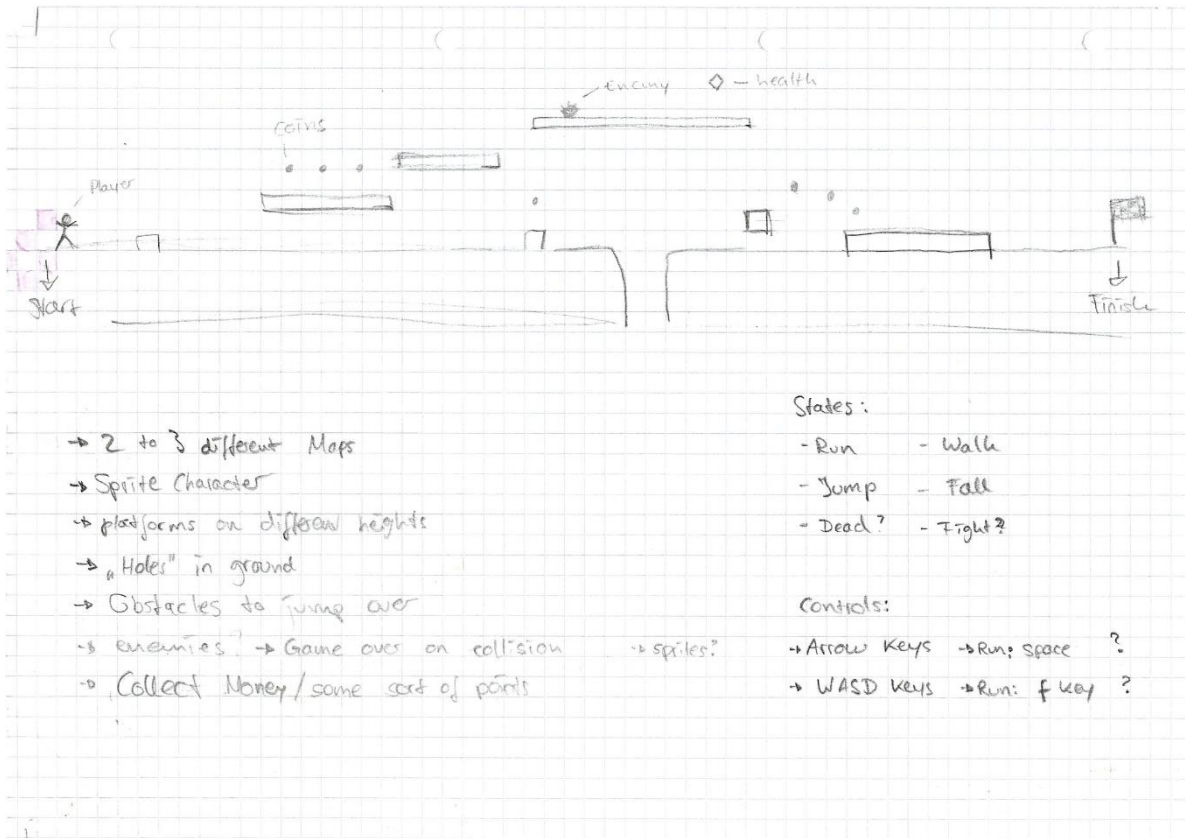 Enemy
◇ – health
Coins
Player
Start
Finish
→ 2 to 3 different Maps
→ Sprite Character
→ platforms on different heights
→ „Holes" in ground
→ Obstacles to jump over
→ enemies? → Game over on collision → spikes?
→ Collect Money/some sort of points
States:
- Run - Walk
- Jump - Fall
- Dead? - Fight?
Controls:
→ Arrow Keys → Run: space ?
→ WASD Keys → Run: f key ?